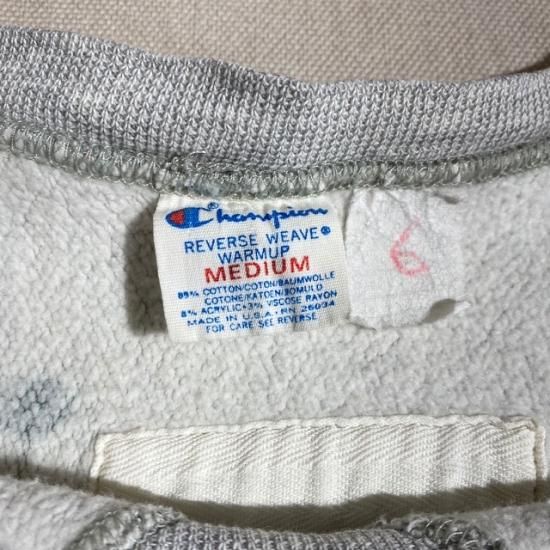 Champion
REVERSE WEAVE®
WARMUP
MEDIUM
89% COTTON/COTON/BAUMWOLLE
COTONE/KATOEN/BOMULD
8% ACRYLIC•3% VISCOSE RAYON
MADE IN U.S.A•RN 26094
FOR CARE SEE REVERSE
6